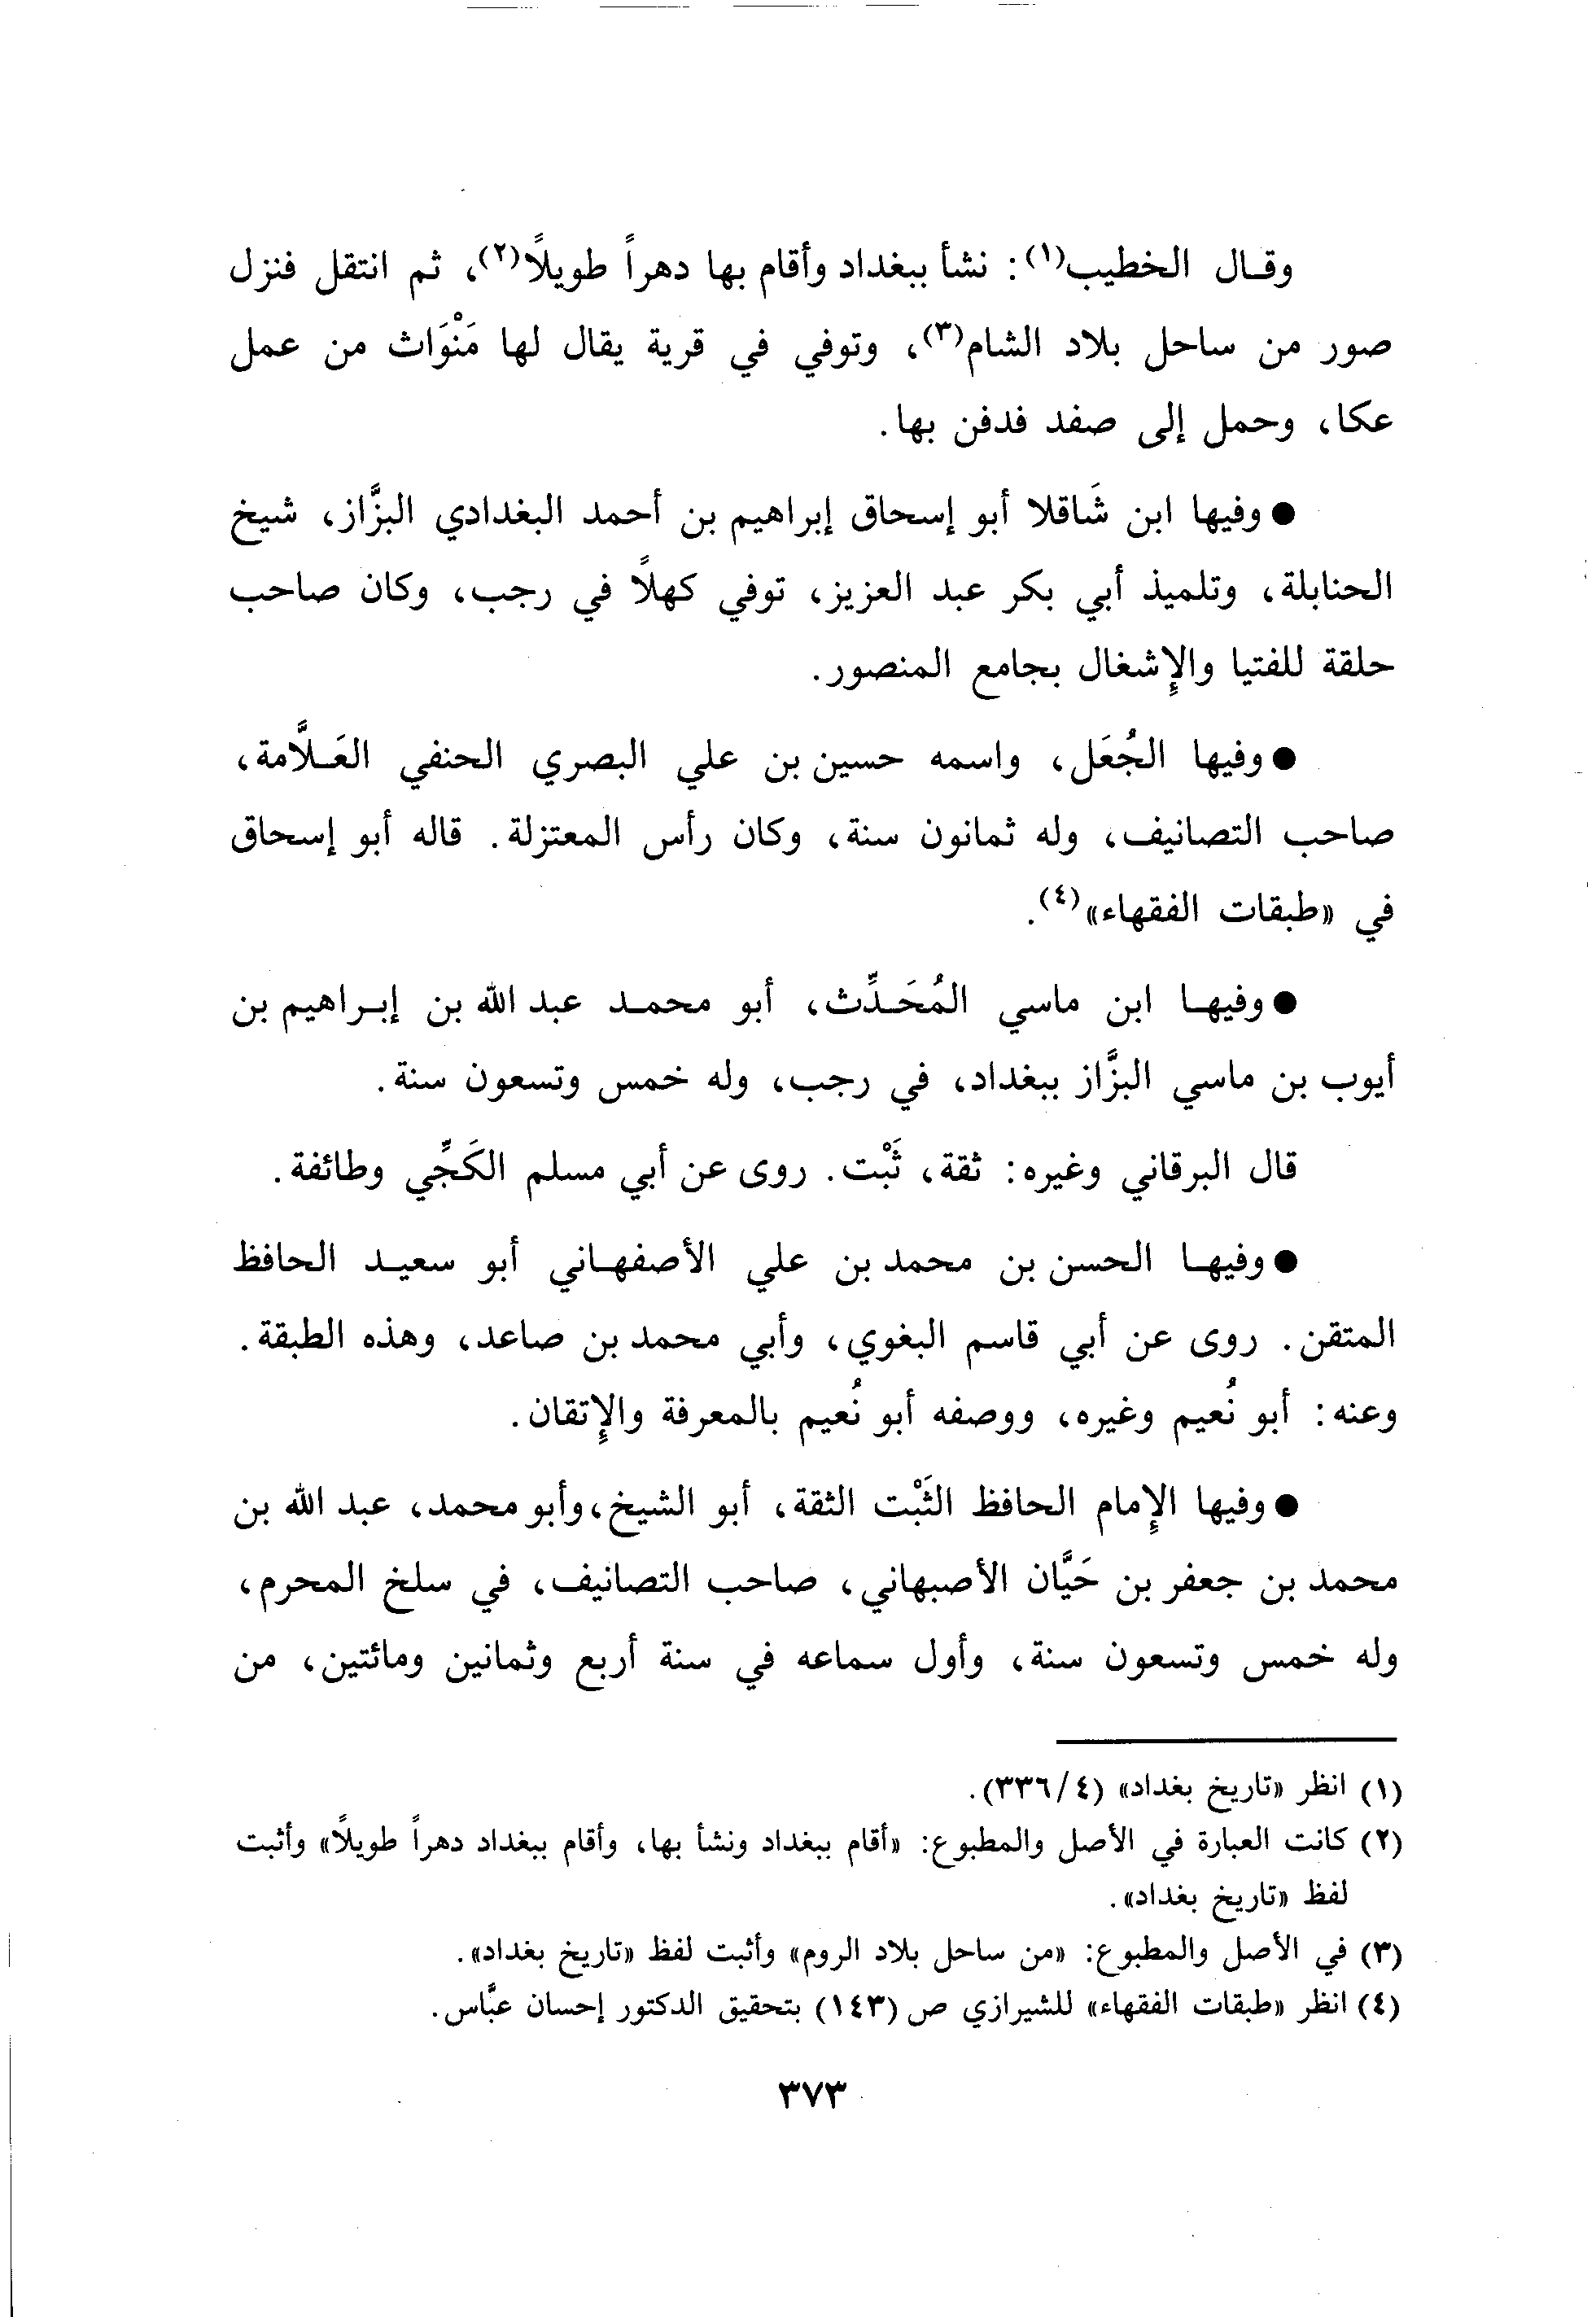 وقال الخطيب(١): نشأ ببغداد وأقام بها دهراً طويلاً(٢)، ثم انتقل فنزل
صور من ساحل بلاد الشام(٣)، وتوفي في قرية يقال لها مَنْوَاث من عمل
عكا، وحمل إلى صفد فدفن بها.
● وفيها ابن شَاقلا أبو إسحاق إبراهيم بن أحمد البغدادي البزَّاز، شيخ
الحنابلة، وتلميذ أبي بكر عبد العزيز، توفي كهلاً في رجب، وكان صاحب
حلقة للفتيا والإِشغال بجامع المنصور.
● وفيها الجُعَل، واسمه حسين بن علي البصري الحنفي العَلَّامة،
صاحب التصانيف، وله ثمانون سنة، وكان رأس المعتزلة. قاله أبو إسحاق
في «طبقات الفقهاء»(٤).
● وفيها ابن ماسي المُحَدِّث، أبو محمد عبد الله بن إبراهيم بن
أيوب بن ماسي البزَّاز ببغداد، في رجب، وله خمس وتسعون سنة.
قال البرقاني وغيره: ثقة، ثَبْت. روى عن أبي مسلم الكَجِّي وطائفة.
● وفيها الحسن بن محمد بن علي الأصفهاني أبو سعيد الحافظ
المتقن. روى عن أبي قاسم البغوي، وأبي محمد بن صاعد، وهذه الطبقة.
وعنه: أبو نُعيم وغيره، ووصفه أبو نُعيم بالمعرفة والإِتقان.
● وفيها الإِمام الحافظ الثَبْت الثقة، أبو الشيخ، وأبو محمد، عبد الله بن
محمد بن جعفر بن حَيَّان الأصبهاني، صاحب التصانيف، في سلخ المحرم،
وله خمس وتسعون سنة، وأول سماعه في سنة أربع وثمانين ومائتين، من
(١) انظر «تاريخ بغداد» (٤/٣٣٦).
(٢) كانت العبارة في الأصل والمطبوع: «أقام ببغداد ونشأ بها، وأقام ببغداد دهراً طويلاً» وأثبت
لفظ «تاريخ بغداد».
(٣) في الأصل والمطبوع: «من ساحل بلاد الروم» وأثبت لفظ «تاريخ بغداد».
(٤) انظر «طبقات الفقهاء» للشيرازي ص (١٤٣) بتحقيق الدكتور إحسان عبَّاس.
٣٧٣